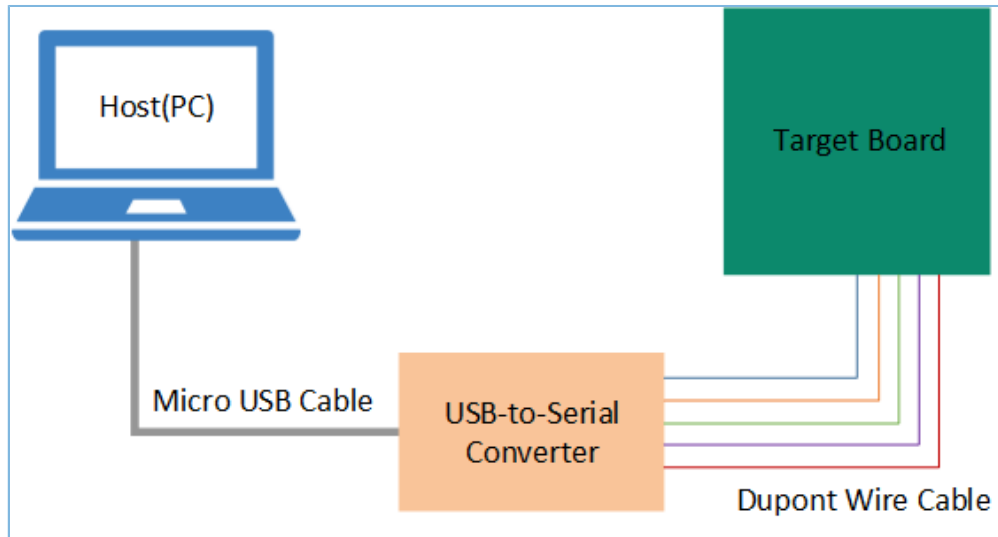 Host(PC)
Target Board
Micro USB Cable
USB-to-Serial
Converter
Dupont Wire Cable